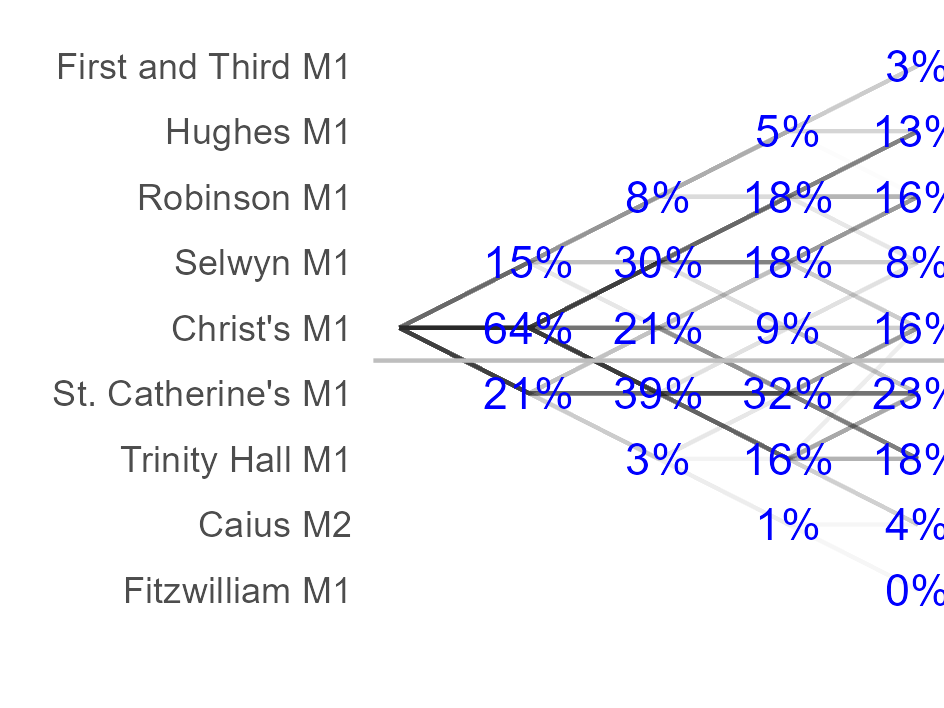 First and Third M1 3%
Hughes M1 5% 13%
Robinson M1 8% 18% 16%
Selwyn M1 15% 30% 18% 8%
Christ's M1 64% 21% 9% 16%
St. Catherine's M1 21% 39% 32% 23%
Trinity Hall M1 3% 16% 18%
Caius M2 1% 4%
Fitzwilliam M1 0%